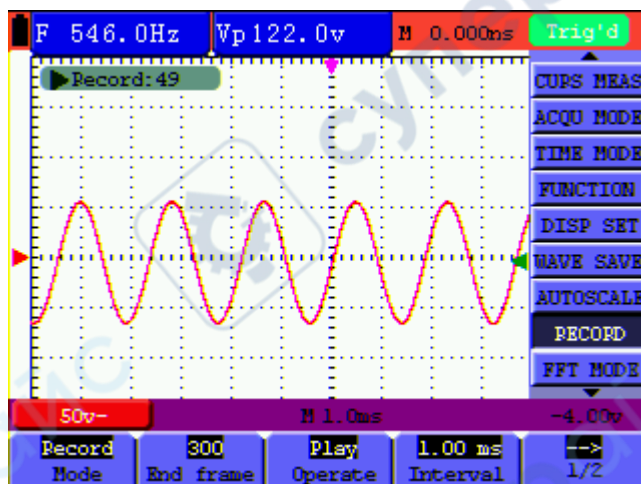 F 546.0Hz Vp122.0v M 0.000ns Trig'd
Record:49
CURS MEAS
ACQU MODE
TIME MODE
FUNCTION
DISP SET
WAVE SAVE
AUTOSCALE
RECORD
FFT MODE
50v- M 1.0ms -4.00v
Record 300 Play 1.00 ms -->
Mode End frame Operate Interval 1/2